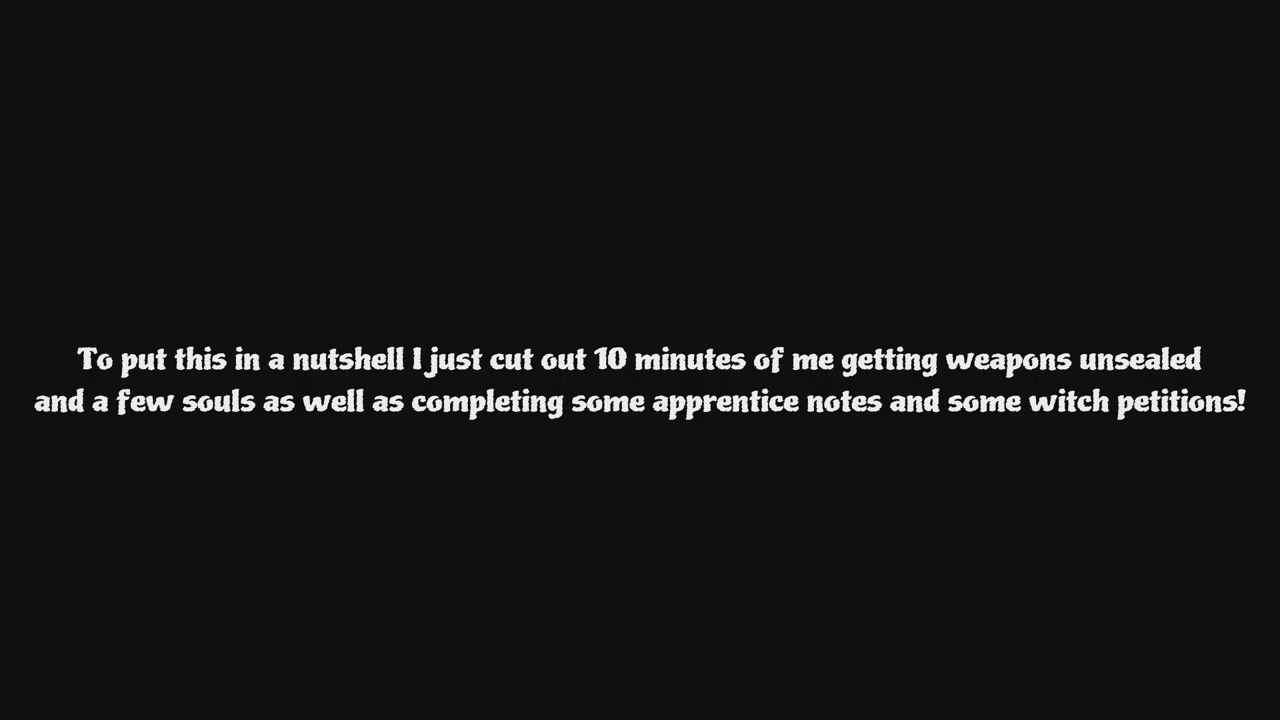 To put this in a nutshell I just cut out 10 minutes of me getting weapons unsealed
and a few souls as well as completing some apprentice notes and some witch petitions!